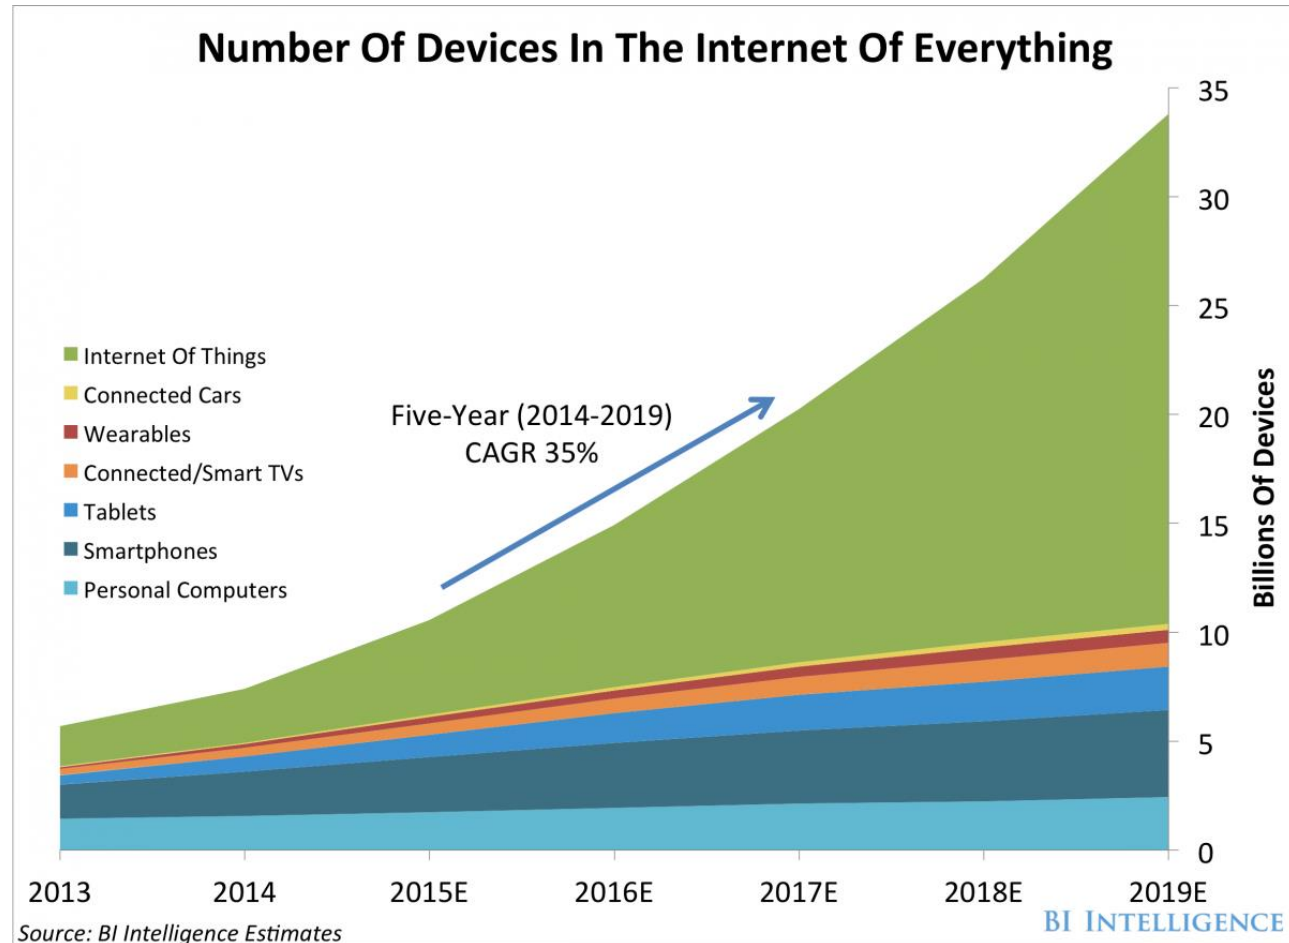 Number Of Devices In The Internet Of Everything
35
30
25
20
15
10
5
0
Billions Of Devices
Internet Of Things
Connected Cars
Wearables
Connected/Smart TVs
Tablets
Smartphones
Personal Computers
Five-Year (2014-2019)
CAGR 35%
2013 2014 2015E 2016E 2017E 2018E 2019E
Source: BI Intelligence Estimates
BI INTELLIGENCE